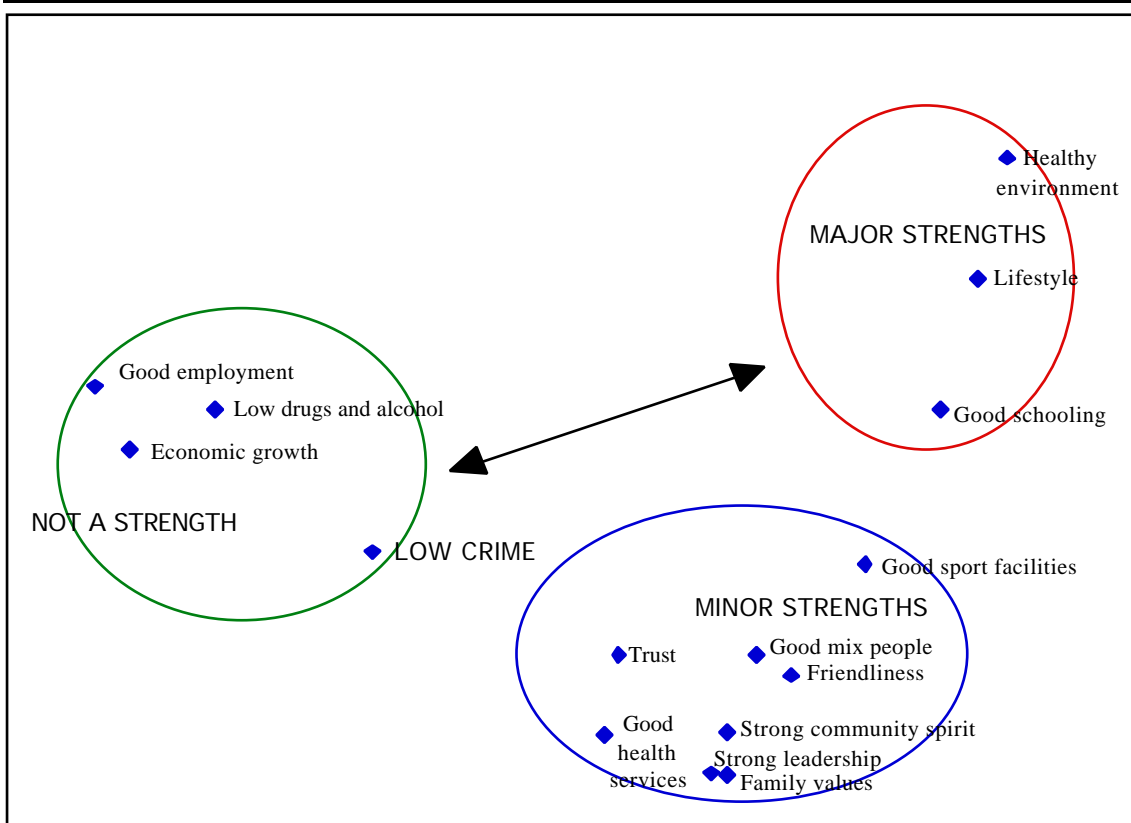 Healthy
environment
MAJOR STRENGTHS
Lifestyle
Good employment
Low drugs and alcohol
Good schooling
Economic growth
NOT A STRENGTH
LOW CRIME
Good sport facilities
MINOR STRENGTHS
Good mix people
Trust
Friendliness
Good
health
services
Strong community spirit
Strong leadership
Family values